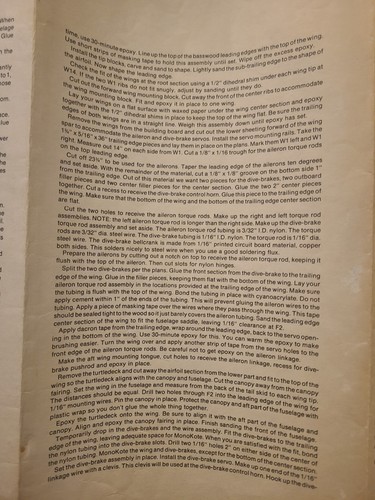 When
time, use 30-minute epoxy. Line up the top of the basswood leading edges with the top of the wing.
Use short strips of masking tape to hold this assembly until set. Wipe off the excess epoxy.
Install the tip blocks, carve and sand to shape. Lightly sand the sub-trailing edge to the shape of
the airfoil. Now shape the leading edge.
Check the fit of the wings at the root section using a 1/2" dihedral shim under each wing tip at
W14. If the two W1 ribs do not fit snugly, adjust by sanding until they do.
Cut out the forward wing mounting block. Cut away the front of the center ribs to accommodate
the wing mounting block. Fit and epoxy it in place to one wing.
Lay your wings on a flat surface with waxed paper under the wing center section and epoxy
together with the 1/2" dihedral shims in place to keep the top of the wing flat. Be sure the trailing
edges of both wings are in a straight line. Weigh this assembly down until epoxy has set.
Remove the wings from the building board and cut out the lower sheeting forward of the wing
spar to accommodate the aileron and dive-brake servos. Install the servo mounting rails. Take the
1¾" x 5/16" x 36" trailing edge pieces and lay them in place on the plans. Mark them W1 left and W1
right. Measure out 14" on each side from W1. Cut a 1/8" x 1/16 trough for the aileron torque rods
on the top leading edge.
Cut off 23½" to be used for the ailerons. Taper the leading edge of the ailerons ten degrees
and set aside. With the remainder of the material, cut a 1/8" x 1/8" groove on the bottom side 1"
from the trailing edge. Cut out of this material we want two pieces for the dive-brakes, two outboard
filler pieces and two center filler pieces for the center section. Glue the two 2" center pieces
together. Cut a recess to receive the dive-brake control horn. Glue this piece to the trailing edge of
the wing. Make sure that the bottom of the wing and the bottom of the trailing edge center section
are flat.
Cut the two holes to receive the aileron torque rods. Make up the right and left torque rod
assemblies. NOTE: the left aileron torque rod is longer than the right side. Make up the dive-brake
torque rod assembly and set aside. The aileron torque rod tubing is 3/32" I.D. nylon. The torque
rods are 3/32" dia. steel wire. The dive-brake tubing is 1/16" I.D. nylon. The torque rod is 1/16" dia.
steel wire. The dive-brake bellcrank is made from 1/16" printed circuit board material, copper
both sides. This solders nicely to steel wire when you use a good soldering flux.
Prepare the ailerons by cutting out a notch on top to receive the aileron torque rod, keeping it
flush with the top of the aileron. Then cut slots for nylon hinges.
Split the two dive-brakes per the plans. Glue the front section from the dive-brake to the trailing
edge of the wing. Glue in the filler pieces, keeping them flat with the bottom of the wing. Lay your
aileron torque rod assembly in the locations provided at the trailing edge of the wing. Make sure
the tubing is flush with the top of the wing. Bond the tubing in place with cyanoacrylate. Do not
apply cement within 1" of the ends of the tubing. This will prevent gluing the aileron wires to the
tubing. Apply a piece of masking tape over the wires where they pass through the wing. This tape
should be sealed tight to the wood so it just barely covers the aileron tubing. Sand the leading edge
center section of the wing to fit the fuselage saddle, leaving 1/16" clearance at F2.
Apply dacron tape from the trailing edge, wrap around the leading edge, back to the servo open-
ing in the bottom of wing. Use 30-minute epoxy for this. You can warm the epoxy to make
brushing easier. Turn the wing over and apply another strip of tape from the servo holes to the
front edge of the aileron torque rods. Be careful not to get epoxy on the aileron linkage.
Make the aft wing mounting tongue, cut holes to receive the aileron linkage, recess for dive-
brake pushrod and epoxy in place.
Remove the turtledeck and cut away the airfoil section from the lower part and fit to the top of the
wing so the turtledeck aligns with the canopy and fuselage. Cut the canopy away from the canopy
fairing. Set the wing in the fuselage and measure from the back of the tail skid to each wing tip.
The distances should be equal. Drill two holes through F2 into the leading edge of the wing for
1/16" mounting wires. Pin the canopy in place. Protect the canopy and aft part of the fuselage with
plastic wrap so you don't glue the whole thing together.
Epoxy the turtledeck onto the wing. Be sure to align it with the aft part of the fuselage and
canopy. Align and epoxy the canopy fairing in place. Finish sanding the front of the fuselage.
Temporarily drop in the dive-brakes and the wire assembly. Fit the dive-brakes to the trailing
edge of the wing, leaving adequate space for MonoKote. When you are satisfied with the fit, bond
the nylon tubing into the dive-brake slots. Drill two 1/16" holes 2" on either side of the center of
the nylon tubing. MonoKote the wing and dive-brakes, except for the bottom of the center section.
Set the dive-brake assembly in place. Install the dive-brake servo. Make up one end of the 1/16"
linkage wire with a clevis. This clevis will be used at the dive-brake control horn. Hook up the dive-